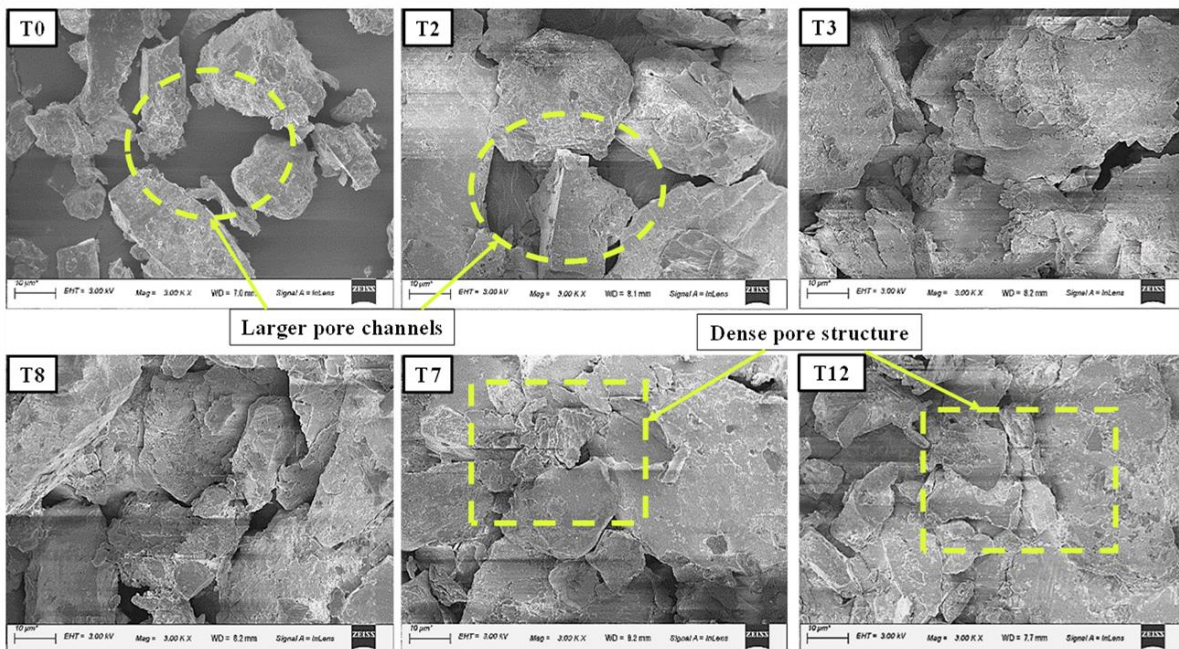 T0
10 µm
EHT = 3.00 kV Mag = 3.00 K X WD = 7.0 mm Signal A = InLens ZEISS
T2
10 µm
EHT = 3.00 kV Mag = 3.00 K X WD = 8.1 mm Signal A = InLens ZEISS
T3
10 µm
EHT = 3.00 kV Mag = 3.00 K X WD = 8.2 mm Signal A = InLens ZEISS
Larger pore channels
Dense pore structure
T8
10 µm
EHT = 3.00 kV Mag = 3.00 K X WD = 8.2 mm Signal A = InLens ZEISS
T7
10 µm
EHT = 3.00 kV Mag = 3.00 K X WD = 8.2 mm Signal A = InLens ZEISS
T12
10 µm
EHT = 3.00 kV Mag = 3.00 K X WD = 7.7 mm Signal A = InLens ZEISS